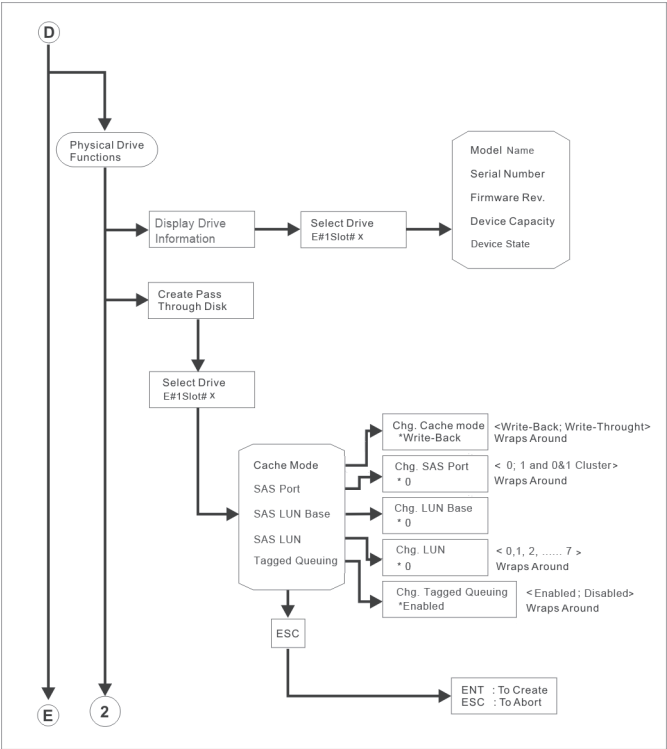 D
Physical Drive
Functions
Model Name
Serial Number
Firmware Rev.
Device Capacity
Device State
Display Drive
Information
Select Drive
E#1Slot# x
Create Pass
Through Disk
Select Drive
E#1Slot# x
Cache Mode
SAS Port
SAS LUN Base
SAS LUN
Tagged Queuing
Chg. Cache mode
*Write-Back
<Write-Back; Write-Throught>
Wraps Around
Chg. SAS Port
* 0
< 0; 1 and 0&1 Cluster>
Wraps Around
Chg. LUN Base
* 0
Chg. LUN
* 0
< 0,1, 2, ...... 7 >
Wraps Around
Chg. Tagged Queuing
*Enabled
<Enabled; Disabled>
Wraps Around
ESC
ENT : To Create
ESC : To Abort
E
2